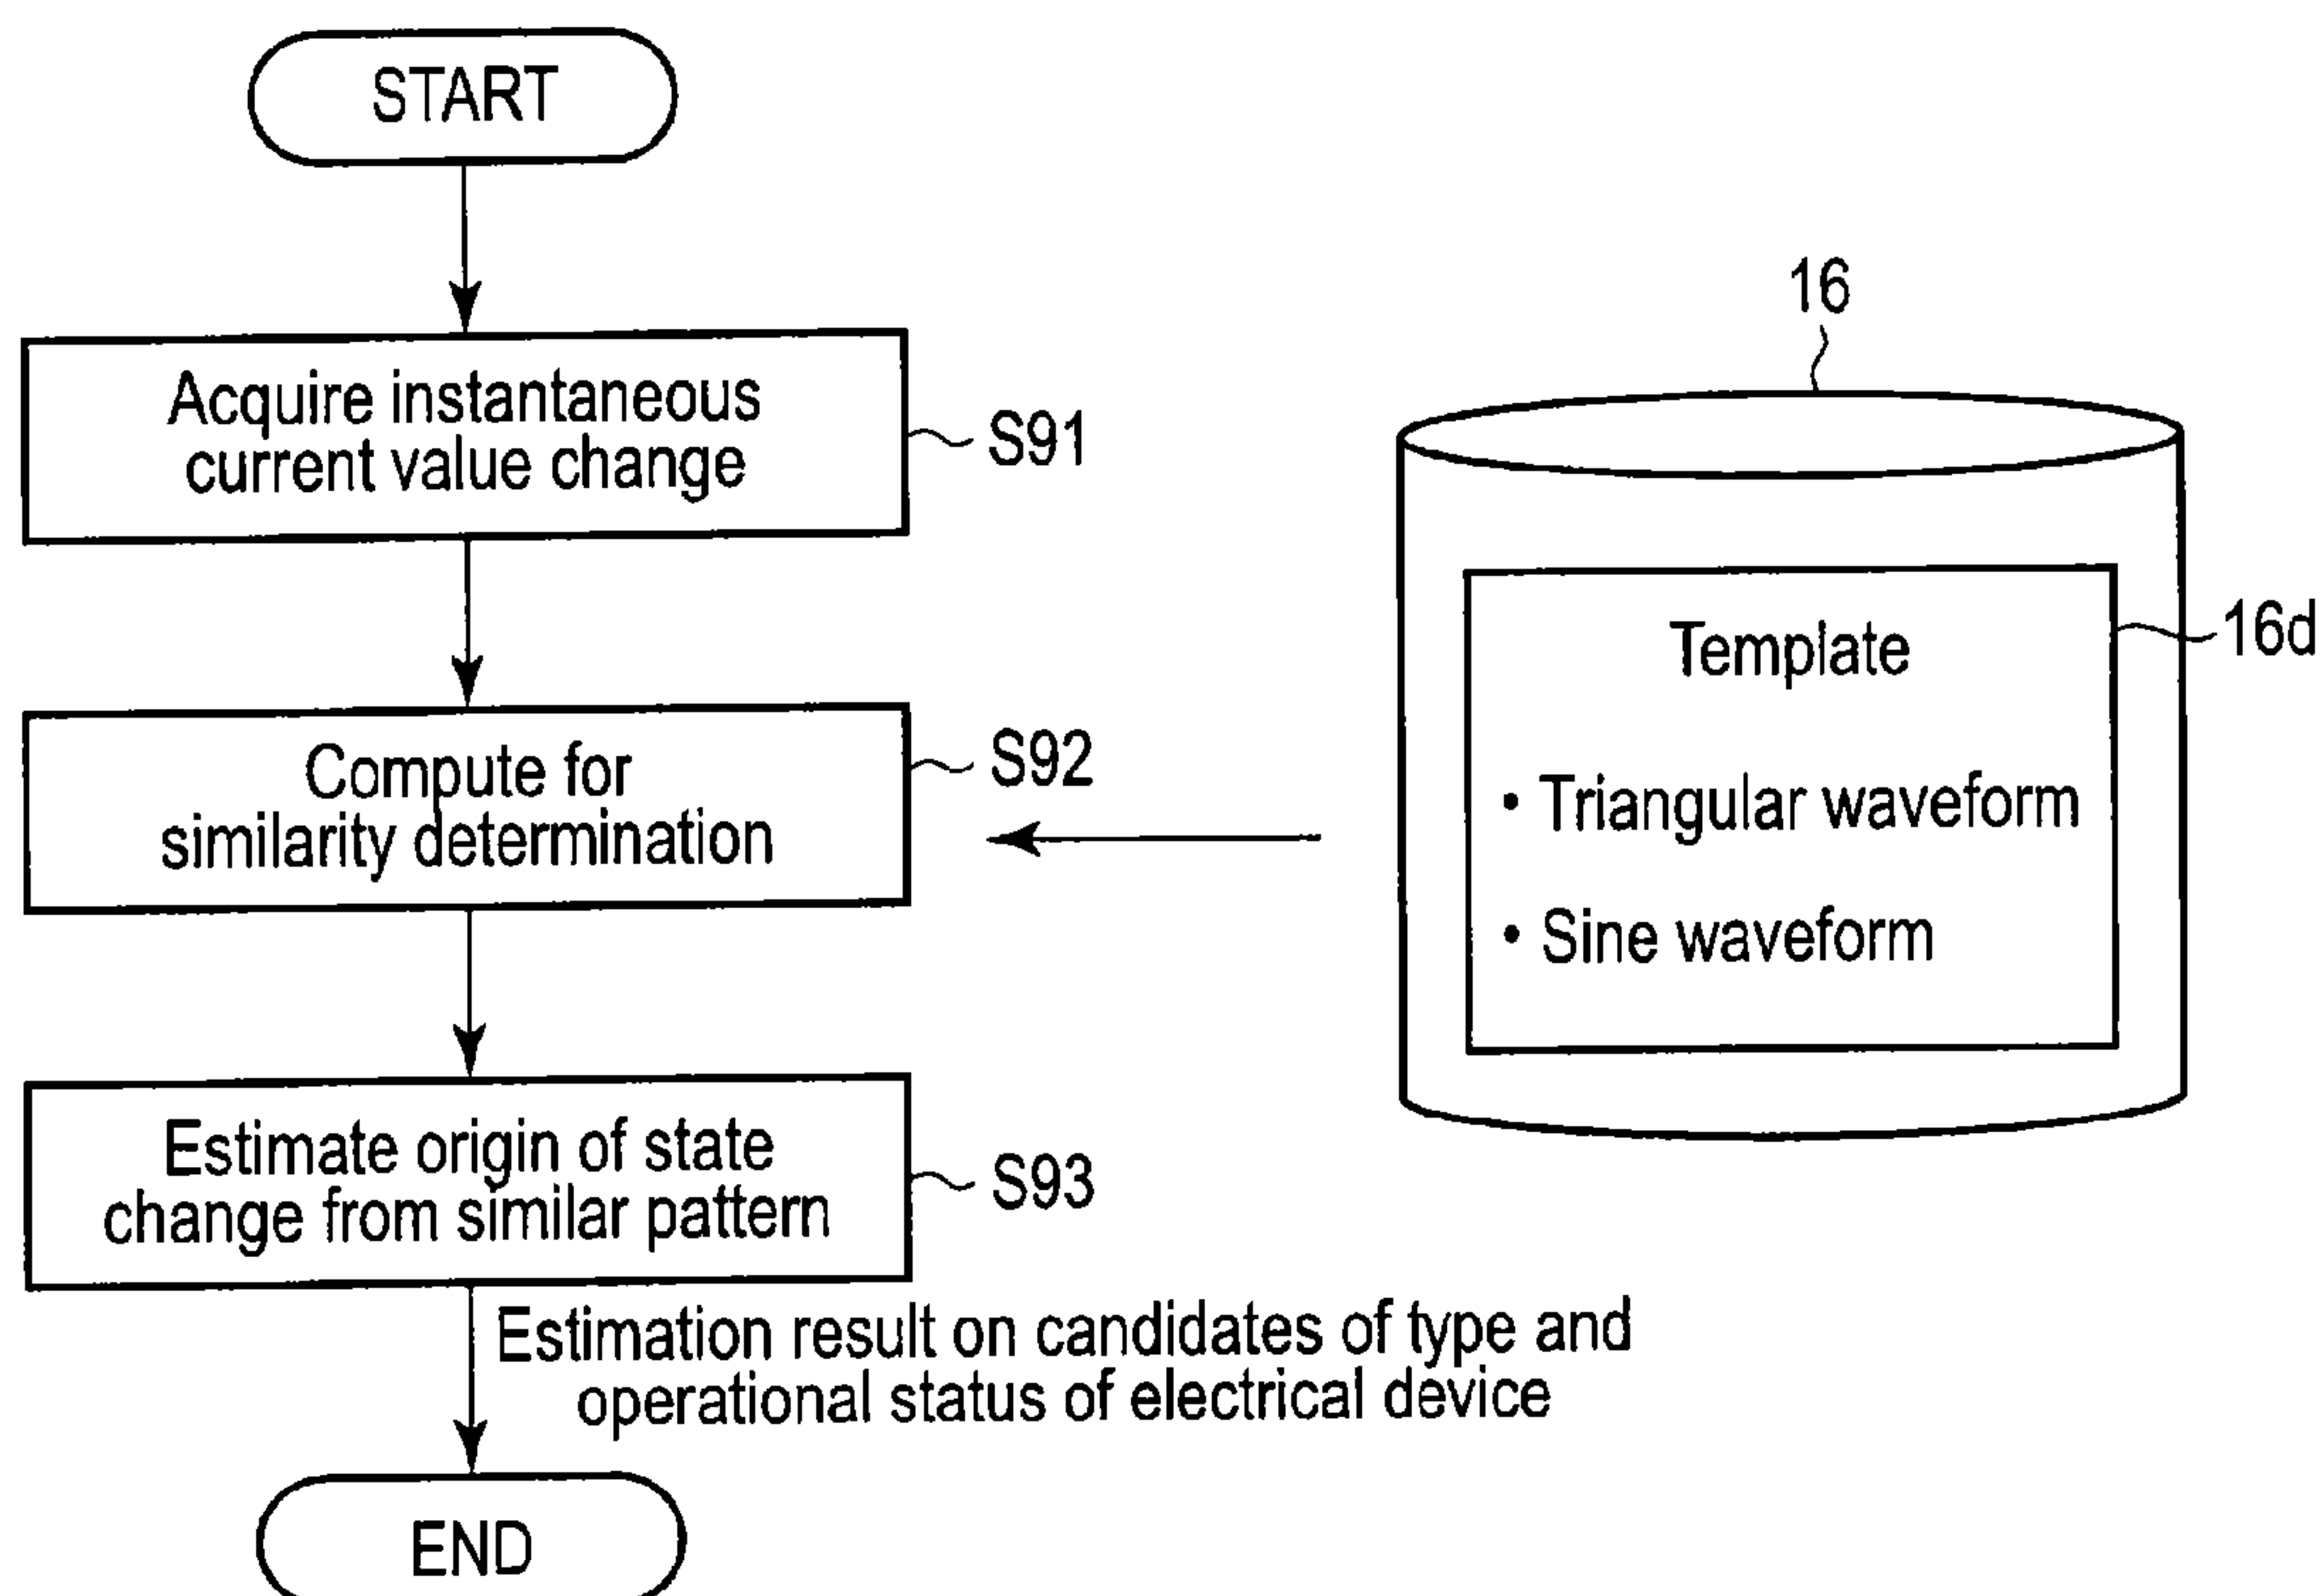 START
Acquire instantaneous
current value change
S91
Compute for
similarity determination
S92
Estimate origin of state
change from similar pattern
S93
Estimation result on candidates of type and
operational status of electrical device
END
16
Template
16d
• Triangular waveform
• Sine waveform